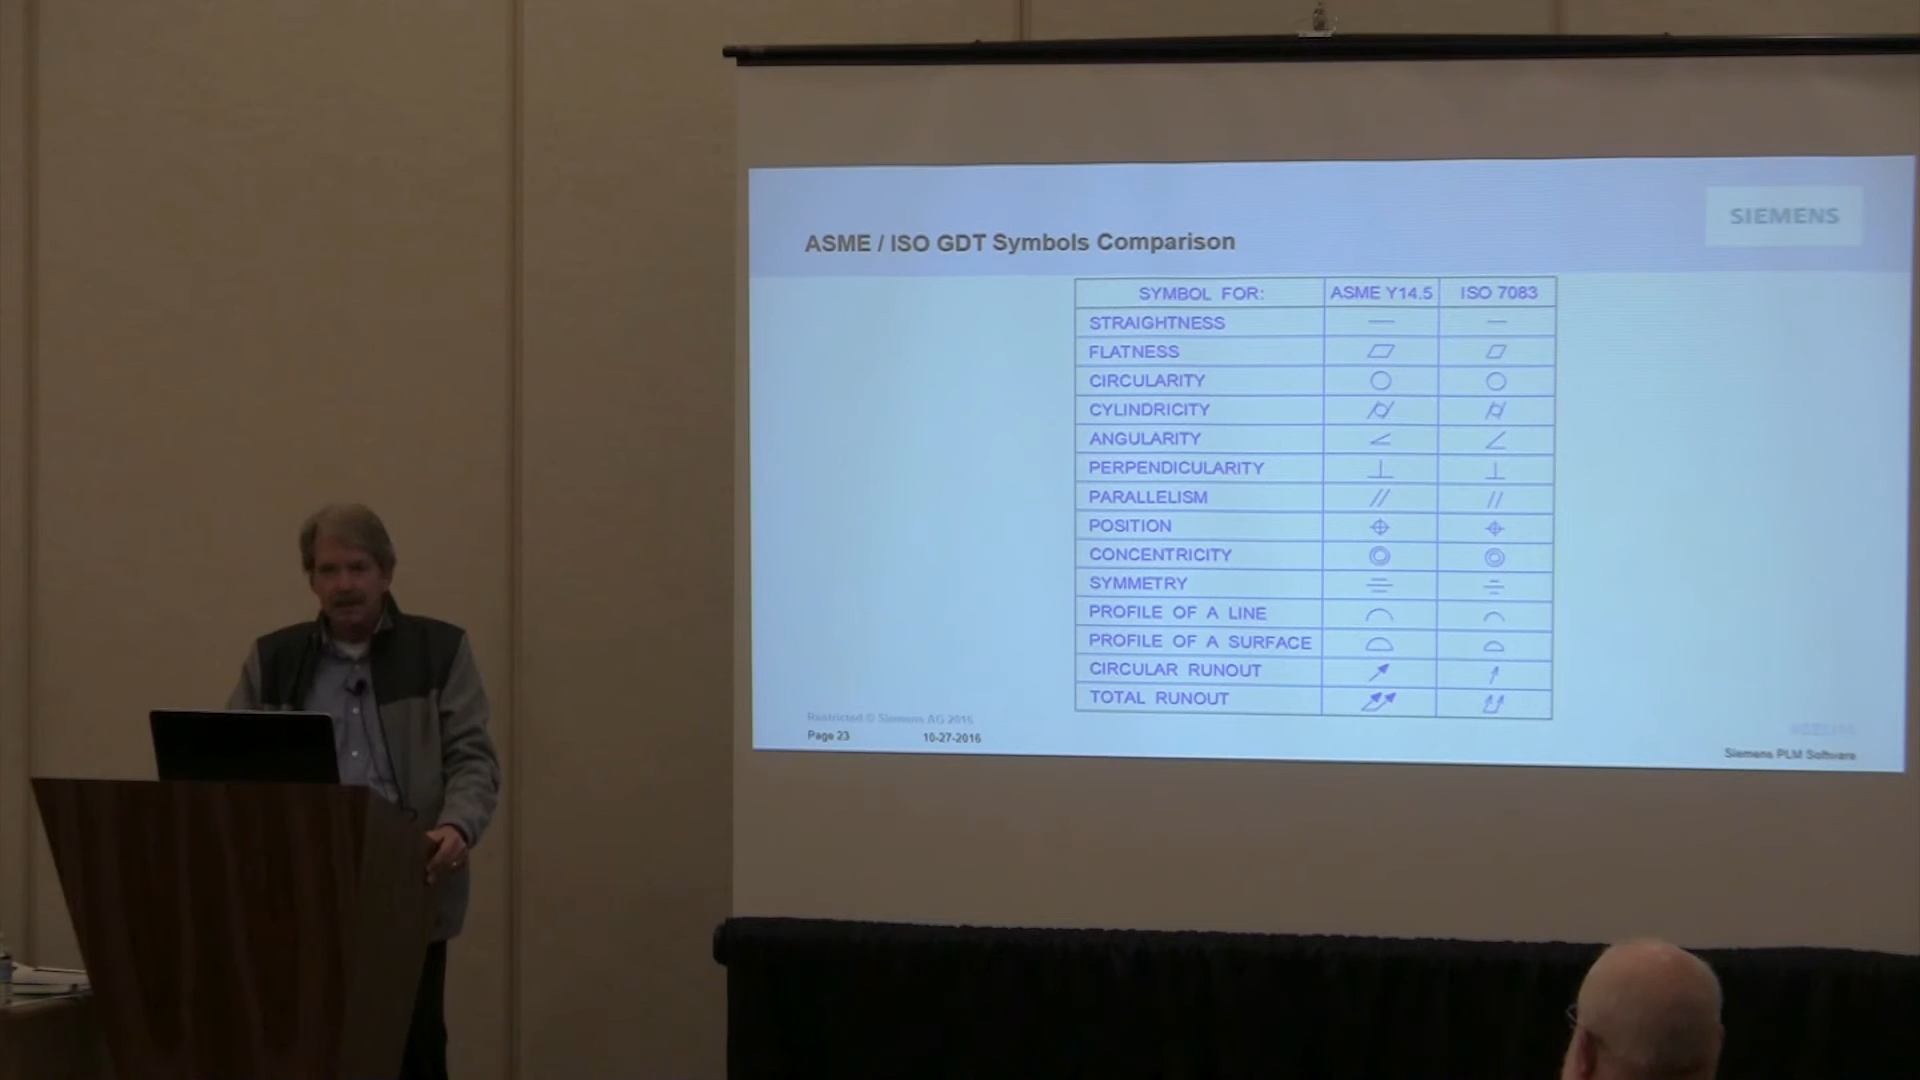 SIEMENS
ASME / ISO GDT Symbols Comparison
SYMBOL FOR: ASME Y14.5 ISO 7083
STRAIGHTNESS
FLATNESS
CIRCULARITY
CYLINDRICITY
ANGULARITY
PERPENDICULARITY
PARALLELISM
POSITION
CONCENTRICITY
SYMMETRY
PROFILE OF A LINE
PROFILE OF A SURFACE
CIRCULAR RUNOUT
TOTAL RUNOUT
Restricted © Siemens AG 2016
Page 23 10-27-2016
Siemens PLM Software